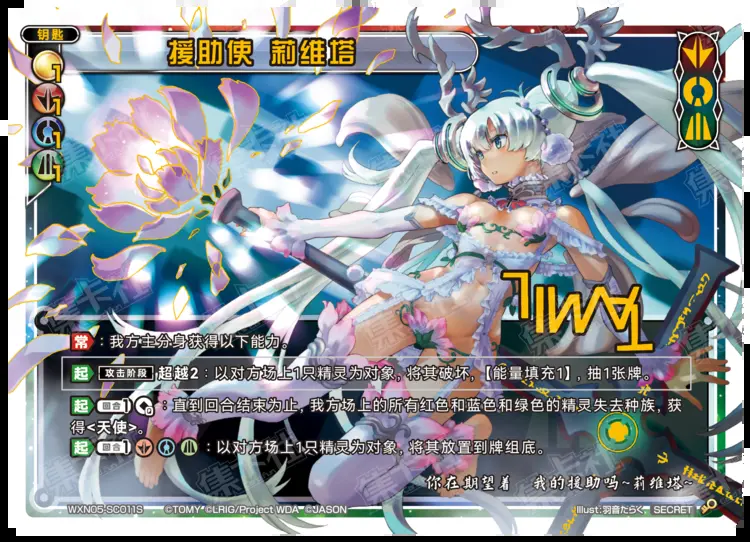 钥匙
援助使 莉维塔
1
1
1
1
常：我方主分身获得以下能力。
起 攻击阶段 超越2：以对方场上1只精灵为对象，将其破坏，【能量填充1】，抽1张牌。
起 回合1：直到回合结束为止，我方场上的所有红色和蓝色和绿色的精灵失去种族，获
得<天使>。
起 回合1：以对方场上1只精灵为对象，将其放置到牌组底。
你在期望着 我的援助吗~莉维塔~
WXN05-SC011S ©TOMY ©LRIG/Project WDA ©JASON Illust:羽音たらく SECRET
集卡社